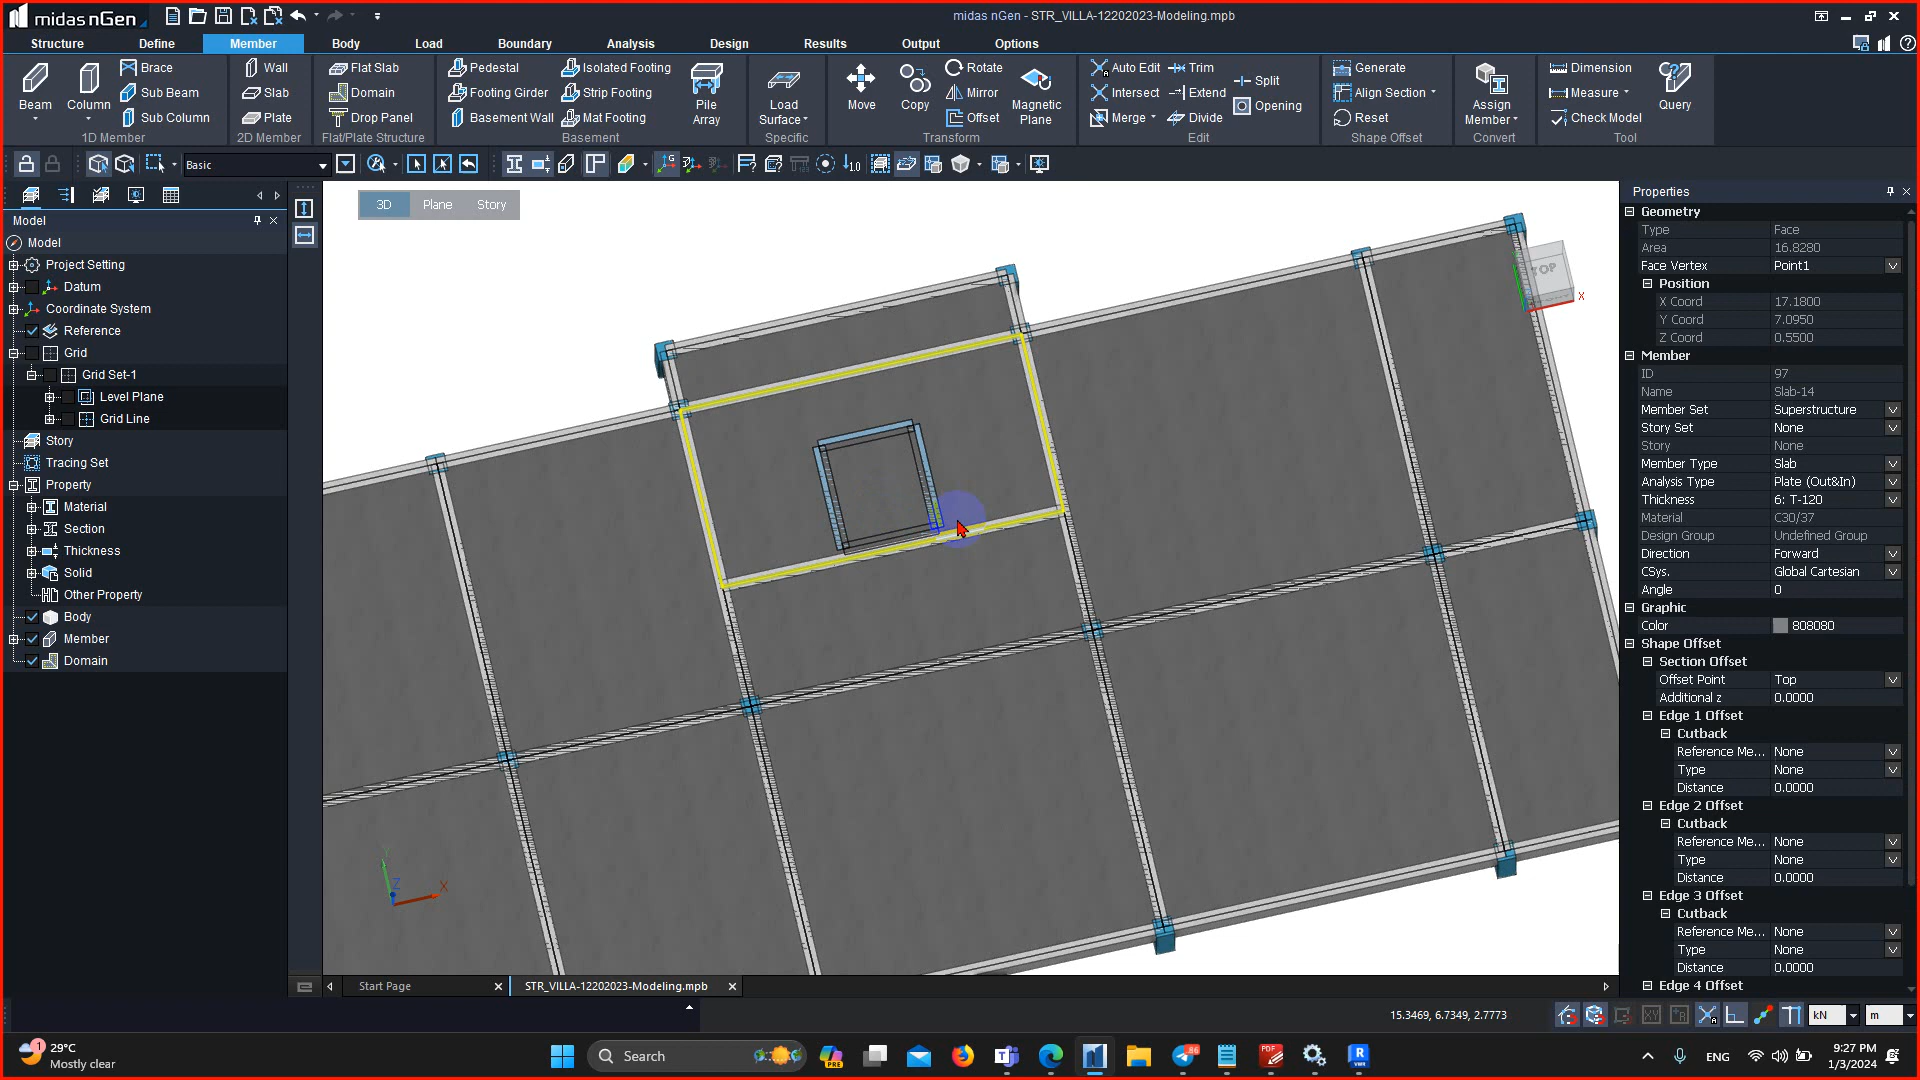 midas nGen
midas nGen - STR_VILLA-12202023-Modeling.mpb
Structure Define Member Body Load Boundary Analysis Design Results Output Options
Beam
Column
Brace
Sub Beam
Sub Column
1D Member
Wall
Slab
Plate
2D Member
Flat Slab
Domain
Drop Panel
Flat/Plate Structure
Pedestal
Footing Girder
Basement Wall
Isolated Footing
Strip Footing
Mat Footing
Basement
Pile
Array
Load
Surface
Specific
Move
Copy
Rotate
Mirror
Offset
Magnetic
Plane
Transform
Auto Edit
Intersect
Merge
Trim
Extend
Divide
Split
Opening
Edit
Generate
Align Section
Reset
Shape Offset
Assign
Member
Convert
Dimension
Measure
Check Model
Query
Tool
Basic
1.0
Model
Model
Project Setting
Datum
Coordinate System
Reference
Grid
Grid Set-1
Level Plane
Grid Line
Story
Tracing Set
Property
Material
Section
Thickness
Solid
Other Property
Body
Member
Domain
3D Plane Story
TOP
X
Y
Z
X
Properties
Geometry
Type Face
Area 16.8280
Face Vertex Point1
Position
X Coord 17.1800
Y Coord 7.0950
Z Coord 0.5500
Member
ID 97
Name Slab-14
Member Set Superstructure
Story Set None
Story None
Member Type Slab
Analysis Type Plate (Out&In)
Thickness 6: T-120
Material C30/37
Design Group Undefined Group
Direction Forward
CSys. Global Cartesian
Angle 0
Graphic
Color 808080
Shape Offset
Section Offset
Offset Point Top
Additional z 0.0000
Edge 1 Offset
Cutback
Reference Me... None
Type None
Distance 0.0000
Edge 2 Offset
Cutback
Reference Me... None
Type None
Distance 0.0000
Edge 3 Offset
Cutback
Reference Me... None
Type None
Distance 0.0000
Edge 4 Offset
Start Page STR_VILLA-12202023-Modeling.mpb
15.3469, 6.7349, 2.7773
kN m
1
29°C
Mostly clear
Search
PRE
86
PDF
ENG
9:27 PM
1/3/2024